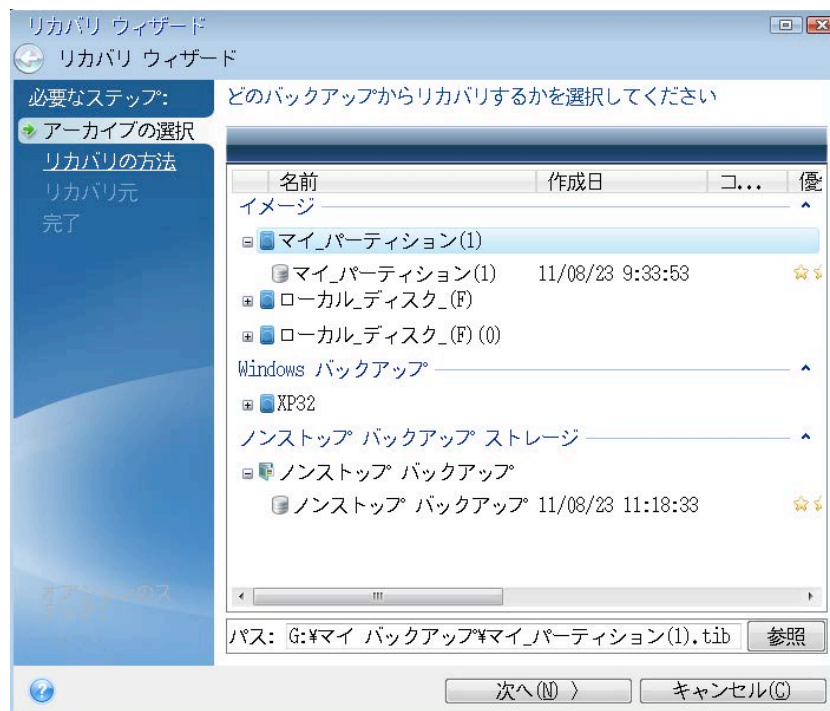 リカバリ ウィザード
リカバリ ウィザード
必要なステップ:
アーカイブの選択
リカバリの方法
リカバリ元
完了
どのバックアップからリカバリするかを選択してください
名前 作成日 コ... 優
イメージ
マイ_パーティション(1)
マイ_パーティション(1) 11/08/23 9:33:53
ローカル_ディスク_(F)
ローカル_ディスク_(F)(0)
Windows バックアップ
XP32
ノンストップ バックアップ ストレージ
ノンストップ バックアップ
ノンストップ バックアップ 11/08/23 11:18:33
パス: G:¥マイ バックアップ¥マイ_パーティション(1).tib 参照
次へ(N) 〉 キャンセル(C)